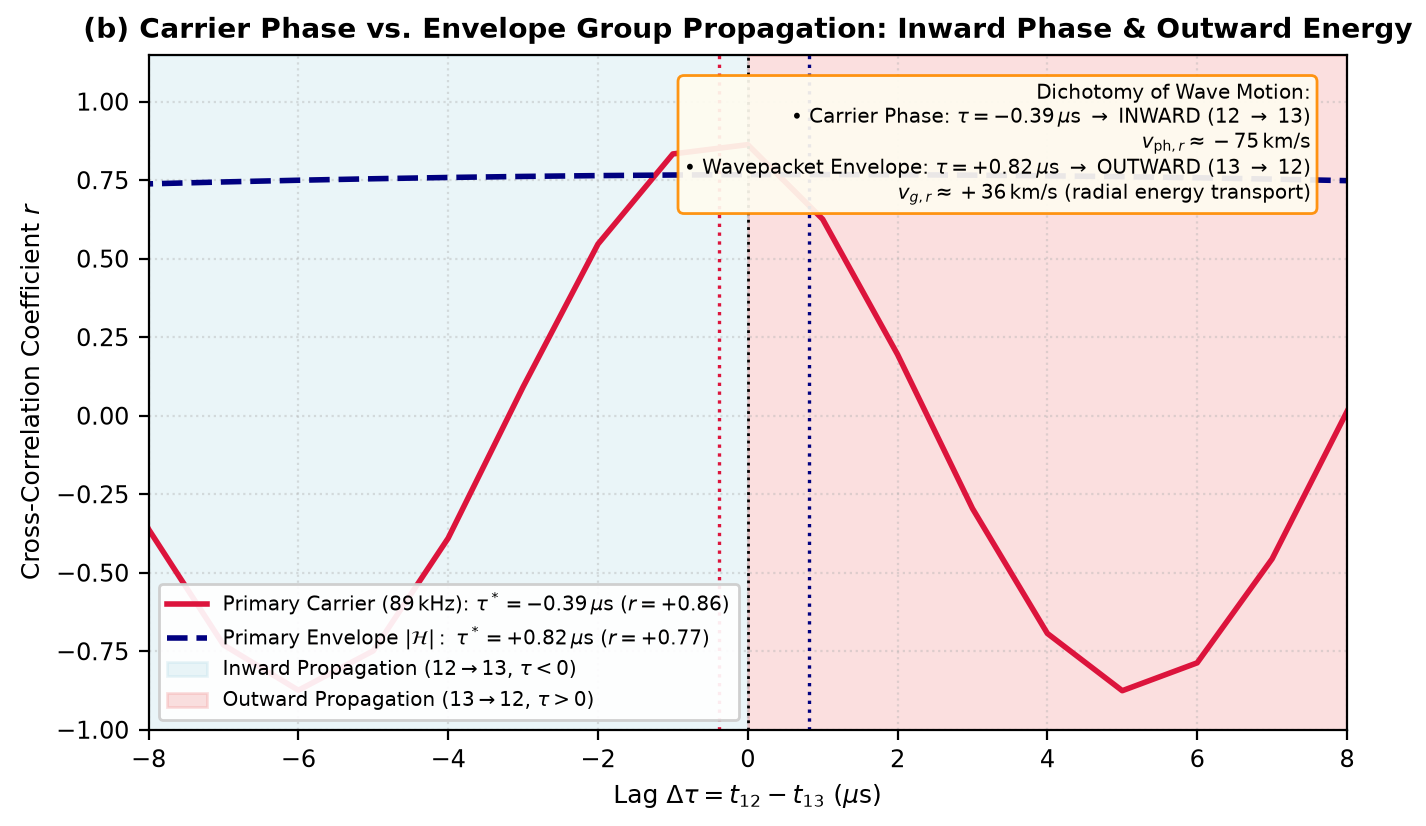 (b) Carrier Phase vs. Envelope Group Propagation: Inward Phase & Outward Energy
Cross-Correlation Coefficient r
1.00
0.75
0.50
0.25
0.00
−0.25
−0.50
−0.75
−1.00
Dichotomy of Wave Motion:
• Carrier Phase: τ = −0.39 μs → INWARD (12 → 13)
v_ph,r ≈ − 75 km/s
• Wavepacket Envelope: τ = +0.82 μs → OUTWARD (13 → 12)
v_g,r ≈ + 36 km/s (radial energy transport)
Primary Carrier (89 kHz): τ* = −0.39 μs (r = +0.86)
Primary Envelope |ℋ| : τ* = +0.82 μs (r = +0.77)
Inward Propagation (12 → 13, τ < 0)
Outward Propagation (13 → 12, τ > 0)
−8 −6 −4 −2 0 2 4 6 8
Lag Δτ = t₁₂ − t₁₃ (μs)